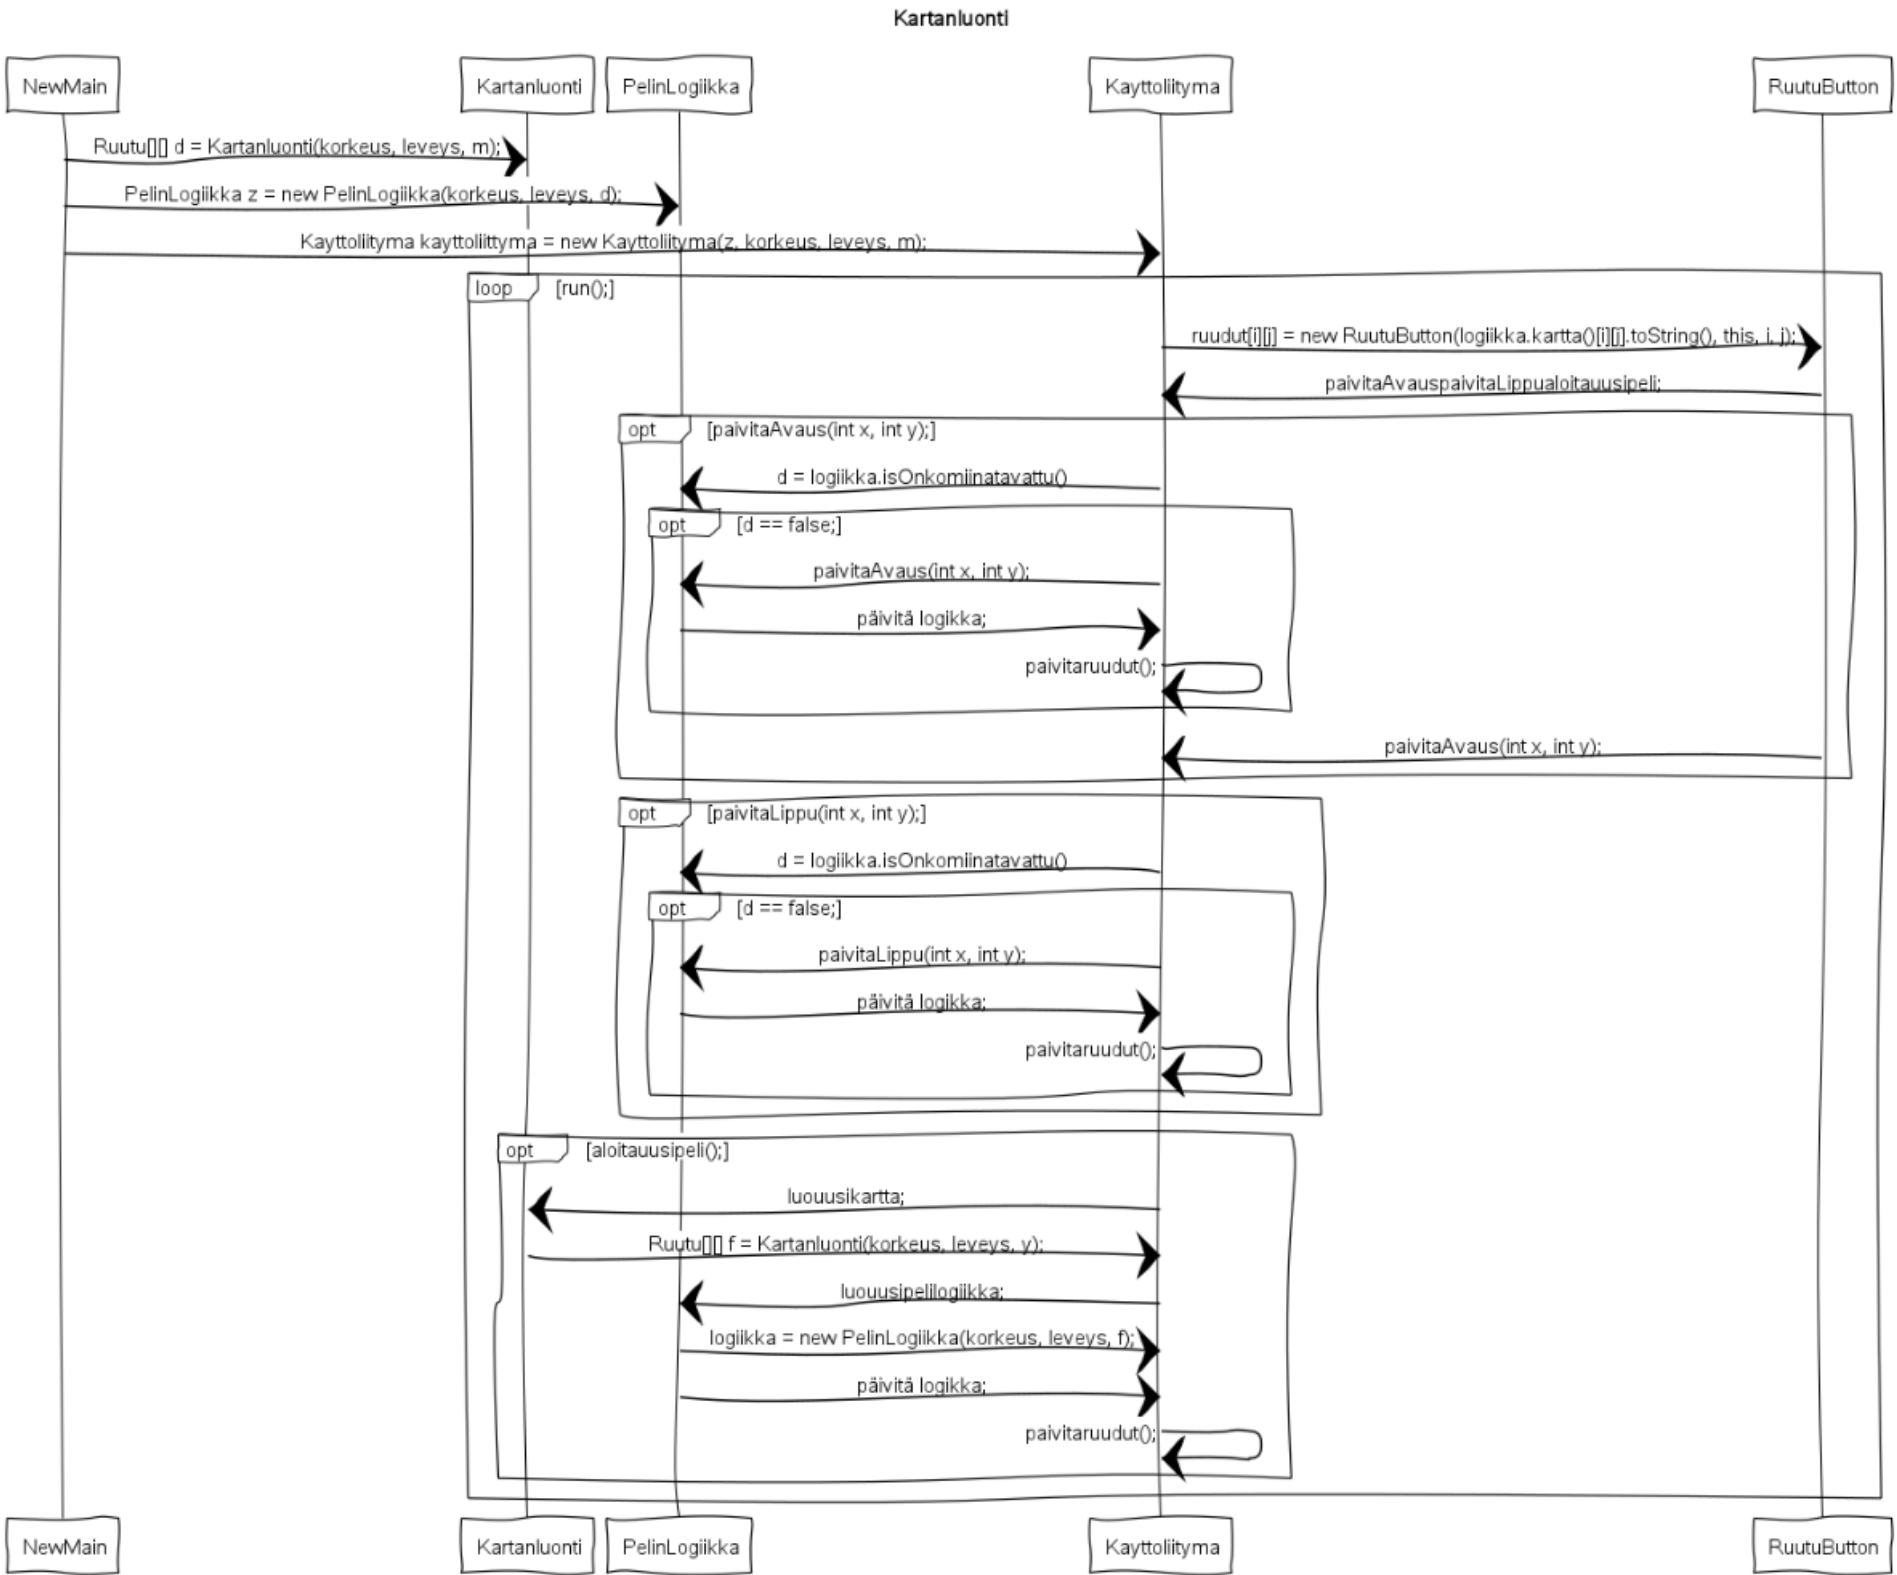 Kartanluonti
NewMain
Kartanluonti
PelinLogiikka
Kayttoliityma
RuutuButton
Ruutu[][] d = Kartanluonti(korkeus, leveys, m);
PelinLogiikka z = new PelinLogiikka(korkeus, leveys, d);
Kayttoliityma kayttoliittyma = new Kayttoliityma(z, korkeus, leveys, m);
loop [run();]
ruudut[i][j] = new RuutuButton(logiikka.kartta()[i][j].toString(), this, i, j);
paivitaAvauspaivitaLippualoitauusipeli;
opt [paivitaAvaus(int x, int y);]
d = logiikka.isOnkomiinatavattu()
opt [d == false;]
paivitaAvaus(int x, int y);
päivitä logikka;
paivitaruudut();
paivitaAvaus(int x, int y);
opt [paivitaLippu(int x, int y);]
d = logiikka.isOnkomiinatavattu()
opt [d == false;]
paivitaLippu(int x, int y);
päivitä logikka;
paivitaruudut();
opt [aloitauusipeli();]
luouusikartta;
Ruutu[][] f = Kartanluonti(korkeus, leveys, y);
luouusipelilogiikka;
logiikka = new PelinLogiikka(korkeus, leveys, f);
päivitä logikka;
paivitaruudut();
NewMain
Kartanluonti
PelinLogiikka
Kayttoliityma
RuutuButton